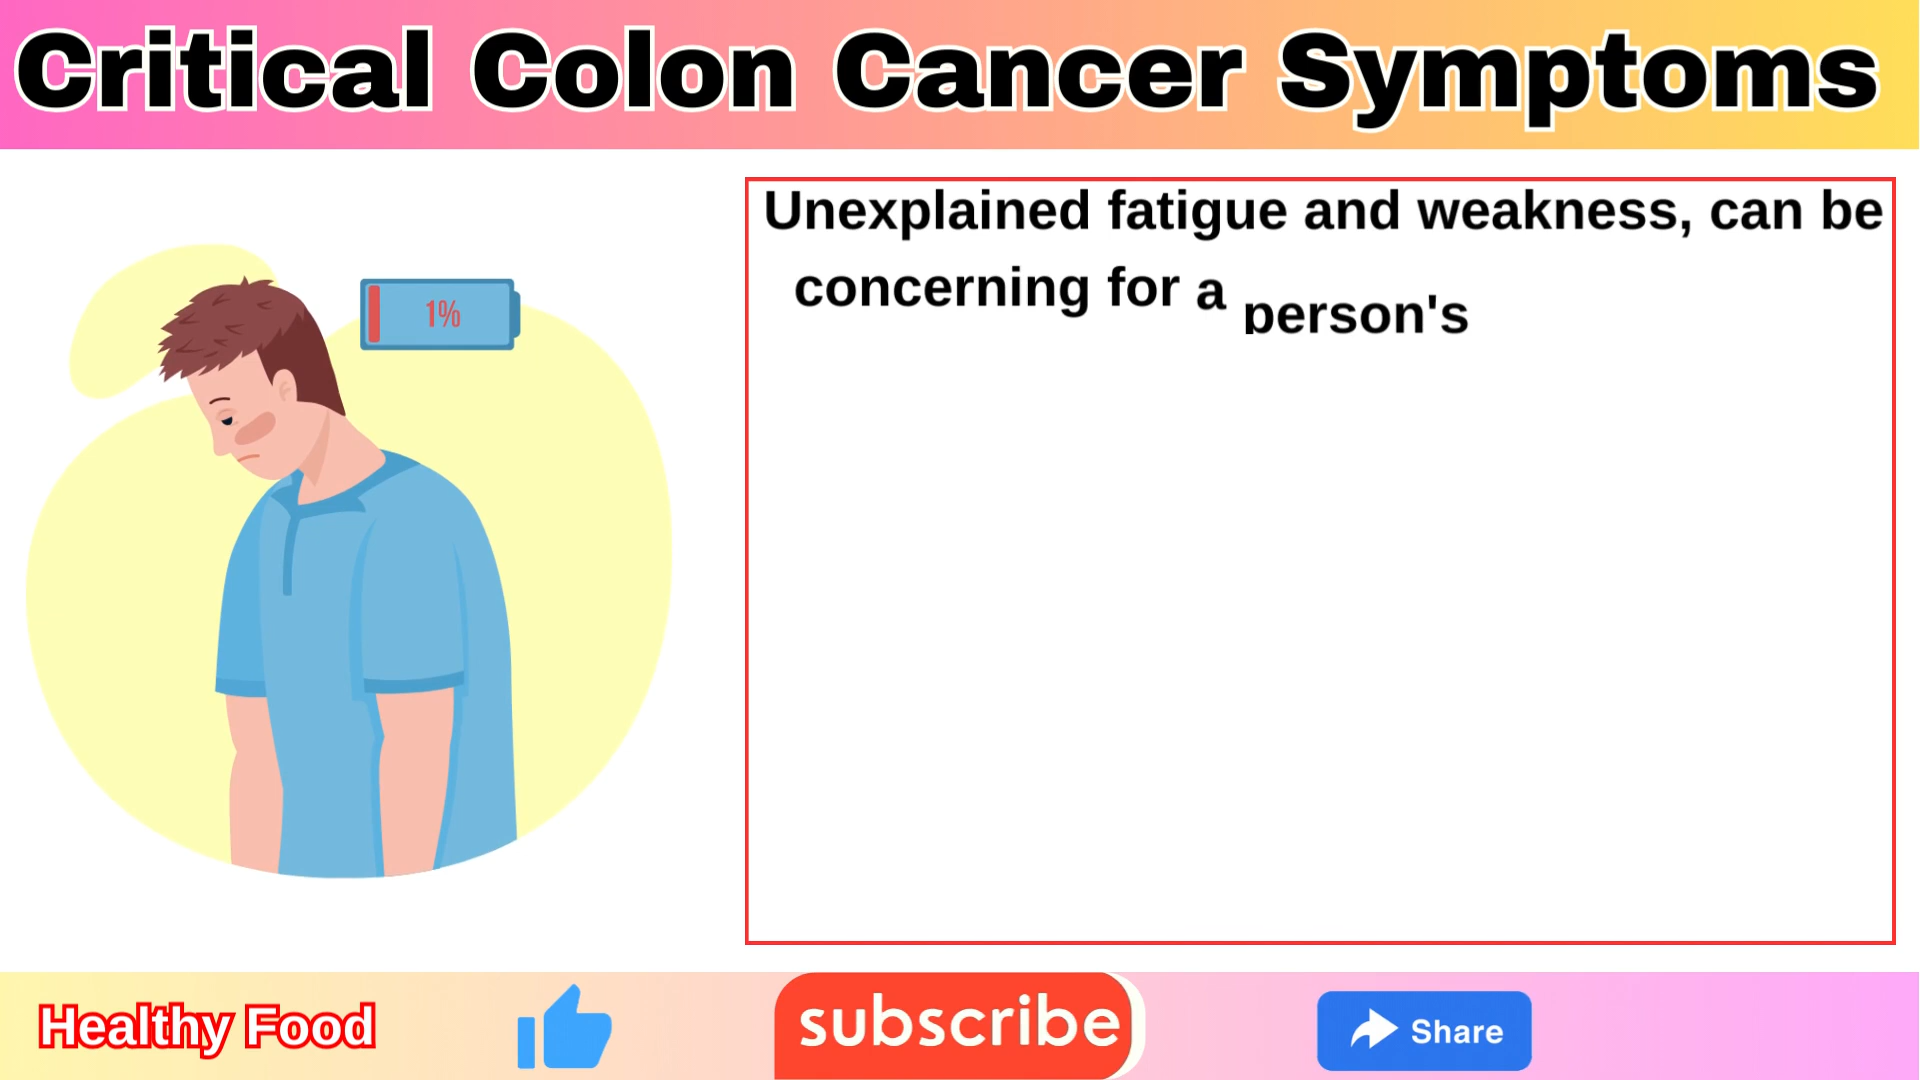 Critical Colon Cancer Symptoms
1%
Unexplained fatigue and weakness, can be
concerning for a person's
Healthy Food
subscribe
Share